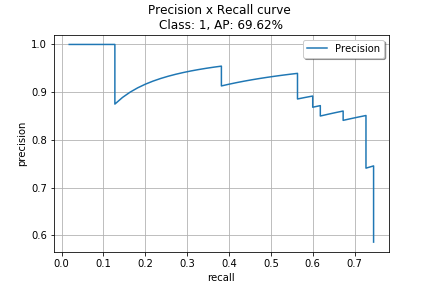 Precision x Recall curve
Class: 1, AP: 69.62%
Precision
1.0
0.9
0.8
0.7
0.6
precision
0.0 0.1 0.2 0.3 0.4 0.5 0.6 0.7
recall